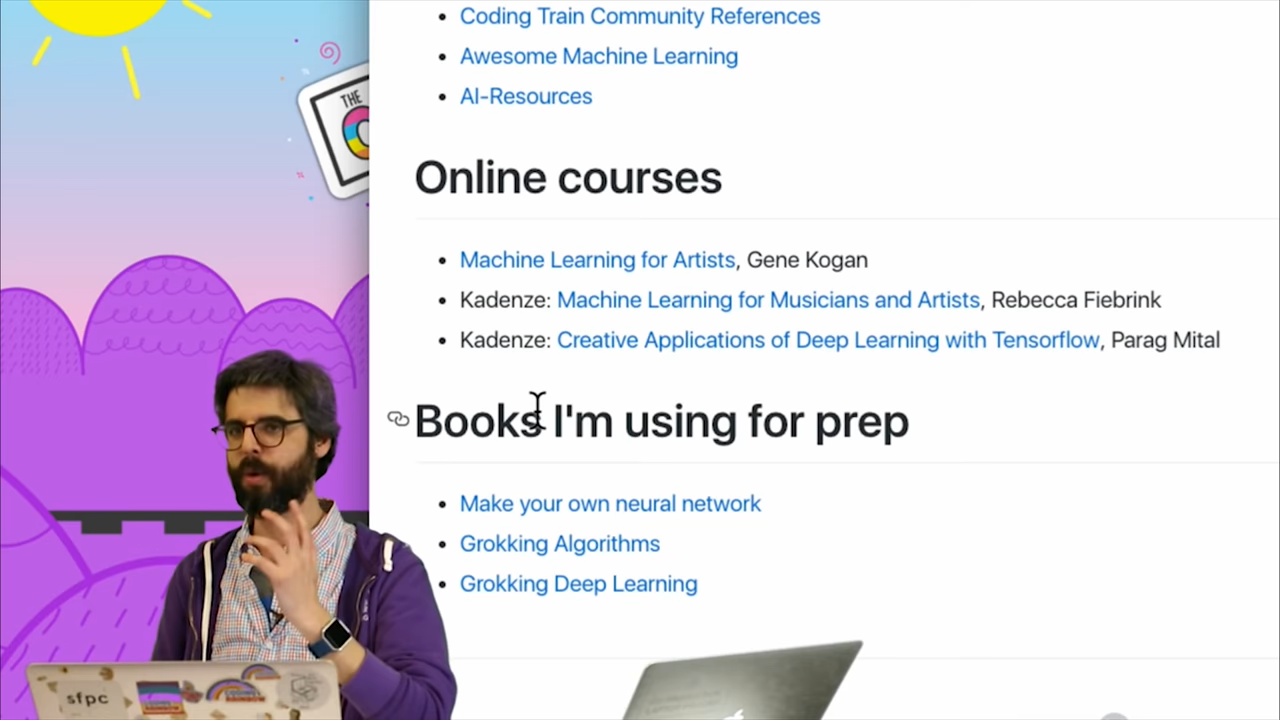 Coding Train Community References
Awesome Machine Learning
AI-Resources
THE
Online courses
Machine Learning for Artists, Gene Kogan
Kadenze: Machine Learning for Musicians and Artists, Rebecca Fiebrink
Kadenze: Creative Applications of Deep Learning with Tensorflow, Parag Mital
Books I'm using for prep
Make your own neural network
Grokking Algorithms
Grokking Deep Learning
sfpc